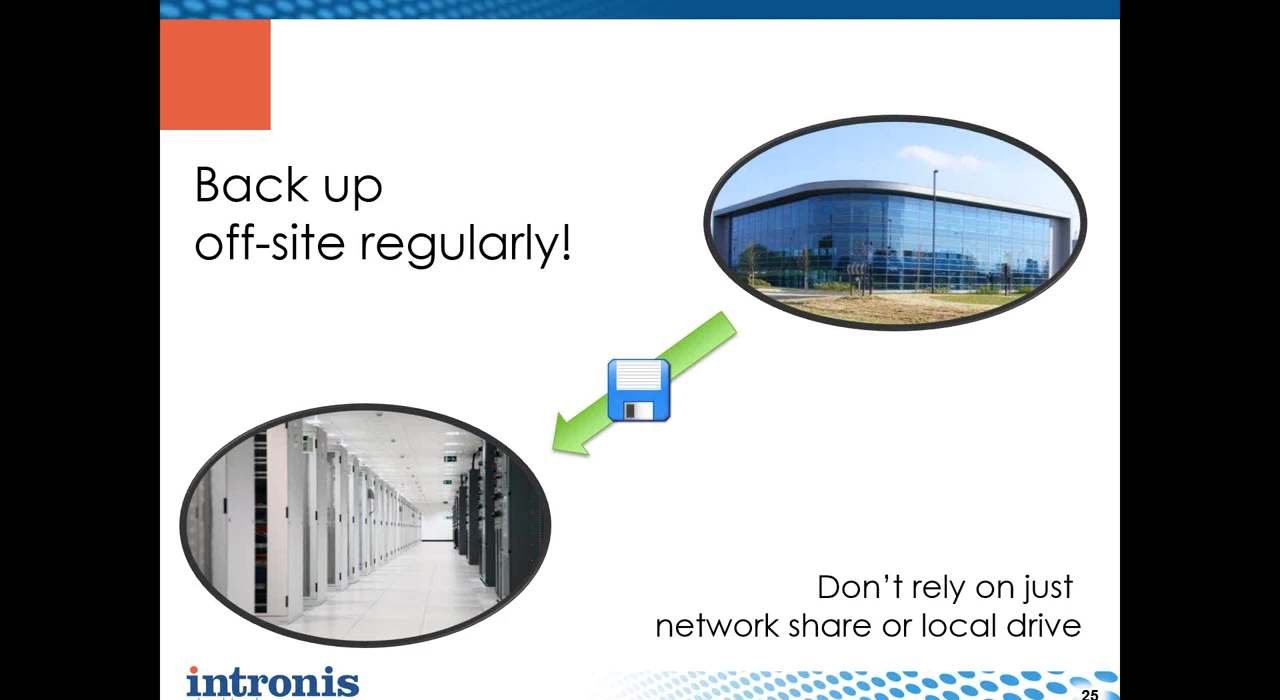 Back up
off-site regularly!
Don't rely on just
network share or local drive
intronis
25